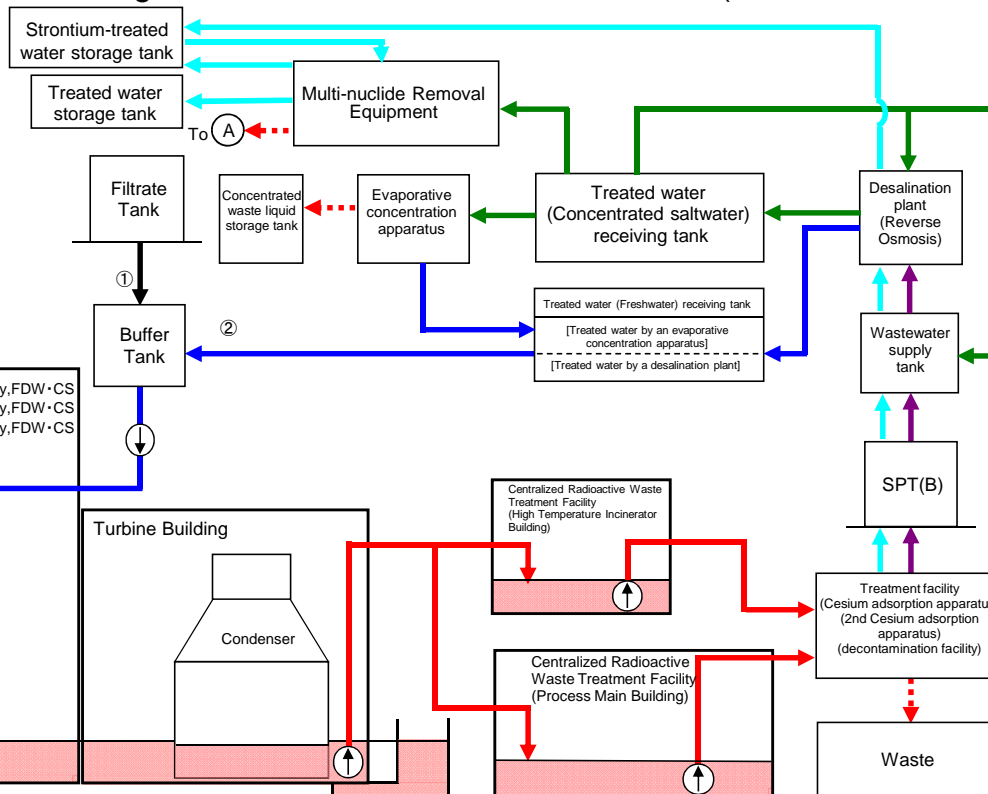 Strontium-treated
water storage tank
Treated water
storage tank
Multi-nuclide Removal
Equipment
To A
Filtrate
Tank
Concentrated
waste liquid
storage tank
Evaporative
concentration
apparatus
Treated water
(Concentrated saltwater)
receiving tank
Desalination
plant
(Reverse
Osmosis)
①
Buffer
Tank
②
Treated water (Freshwater) receiving tank
[Treated water by an evaporative
concentration apparatus]
[Treated water by a desalination plant]
Wastewater
supply
tank
y,FDW・CS
y,FDW・CS
y,FDW・CS
SPT(B)
Turbine Building
Condenser
Centralized Radioactive Waste
Treatment Facility
(High Temperature Incinerator
Building)
Centralized Radioactive
Waste Treatment Facility
(Process Main Building)
Treatment facility
(Cesium adsorption apparatu
(2nd Cesium adsorption
apparatus)
(decontamination facility)
Waste